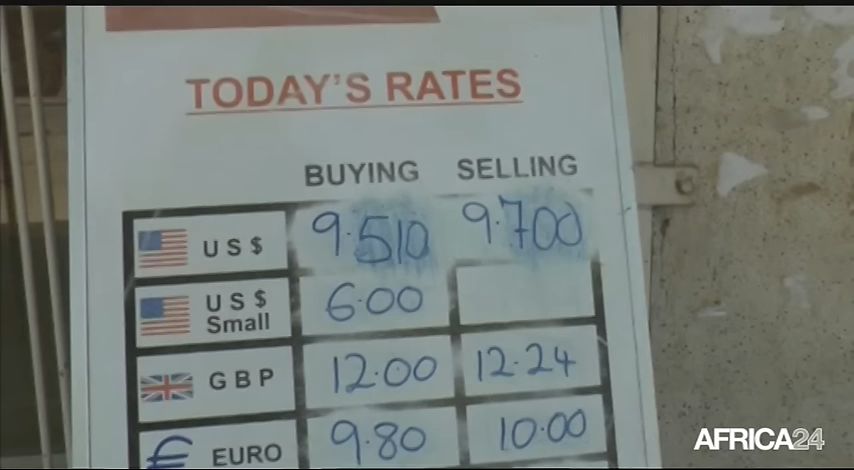 TODAY'S RATES
BUYING SELLING
US$ 9.510 9.700
US$ Small 6.00
GBP 12.00 12.24
€ EURO 9.80 10.00
AFRICA24